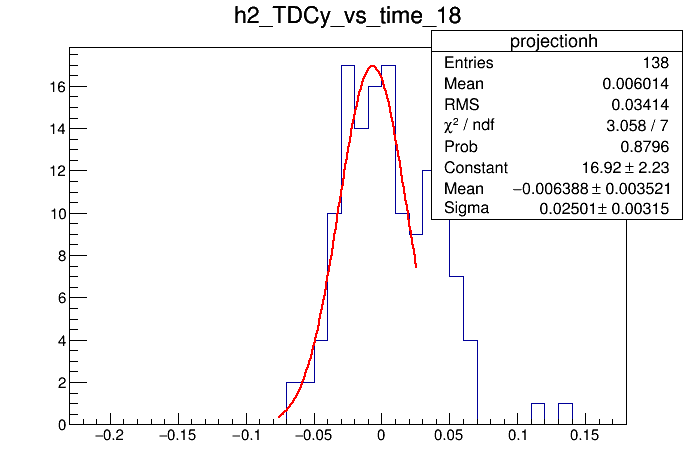 h2_TDCy_vs_time_18
projectionh
Entries 138
Mean 0.006014
RMS 0.03414
χ² / ndf 3.058 / 7
Prob 0.8796
Constant 16.92 ± 2.23
Mean −0.006388 ± 0.003521
Sigma 0.02501 ± 0.00315
16
14
12
10
8
6
4
2
0
−0.2 −0.15 −0.1 −0.05 0 0.05 0.1 0.15